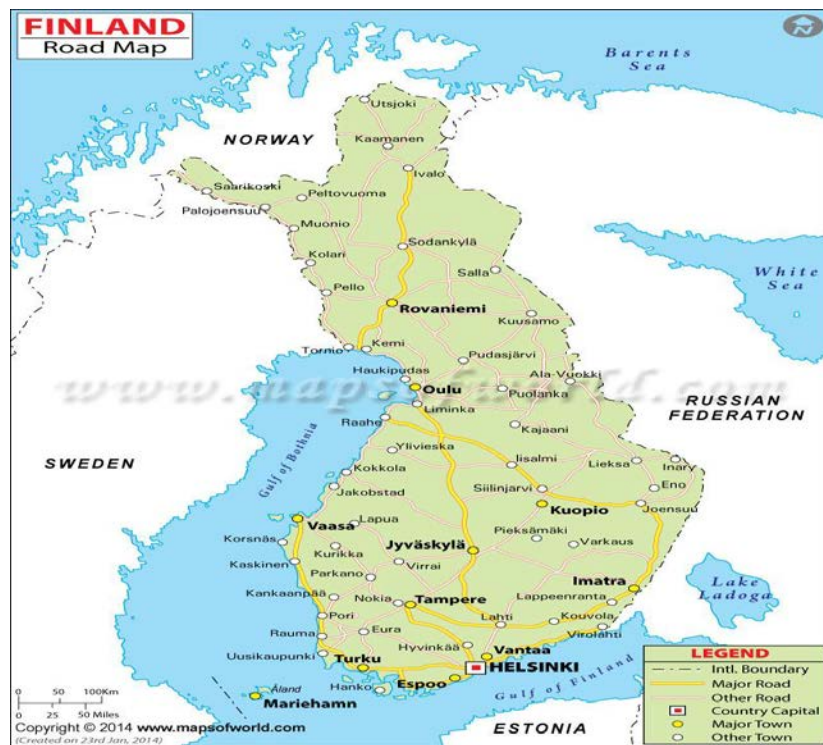 FINLAND
Road Map
Barents
Sea
Utsjoki
NORWAY
Kaamanen
Ivalo
Saarikoski
Peltovuoma
Palojoensuu
Muonio
Sodankylä
Kolari
Salla
White
Sea
Pello
Rovaniemi
Kuusamo
Tornio
Kemi
Pudasjärvi
Haukipudas
Ala-Vuokki
www.mapsofworld.com
Oulu
Puolanka
Liminka
RUSSIAN
FEDERATION
Raahe
Kajaani
Gulf of Bothnia
Ylivieska
SWEDEN
Iisalmi
Lieksa
Inary
Kokkola
Siilinjarvi
Eno
Jakobstad
Kuopio
Joensuu
Vaasa
Lapua
Pieksämäki
Korsnäs
Kurikka
Jyväskylä
Varkaus
Kaskinen
Virrai
Parkano
Imatra
Lake
Ladoga
Kankaanpää
Nokia
Tampere
Lappeenrata
Pori
Lahti
Kouvola
Rauma
Eura
Hyvinkää
Virolahti
Uusikaupunki
Vantaa
Turku
HELSINKI
Espoo
Gulf of Finland
Åland
Hanko
Mariehamn
ESTONIA
LEGEND
Intl. Boundary
Major Road
Other Road
Country Capital
Major Town
Other Town
0 50 100Km
0 25 50 Miles
Copyright © 2014 www.mapsofworld.com
(Created on 23rd Jan, 2014)